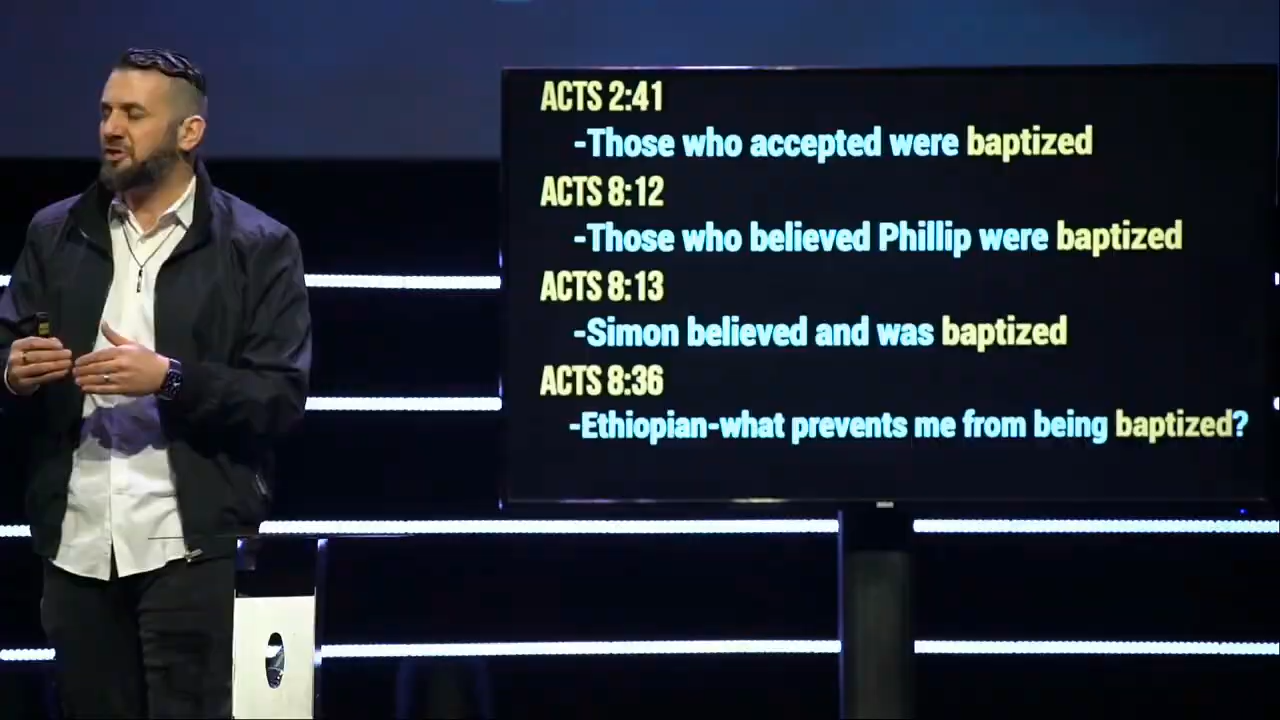 ACTS 2:41
-Those who accepted were baptized
ACTS 8:12
-Those who believed Phillip were baptized
ACTS 8:13
-Simon believed and was baptized
ACTS 8:36
-Ethiopian-what prevents me from being baptized?